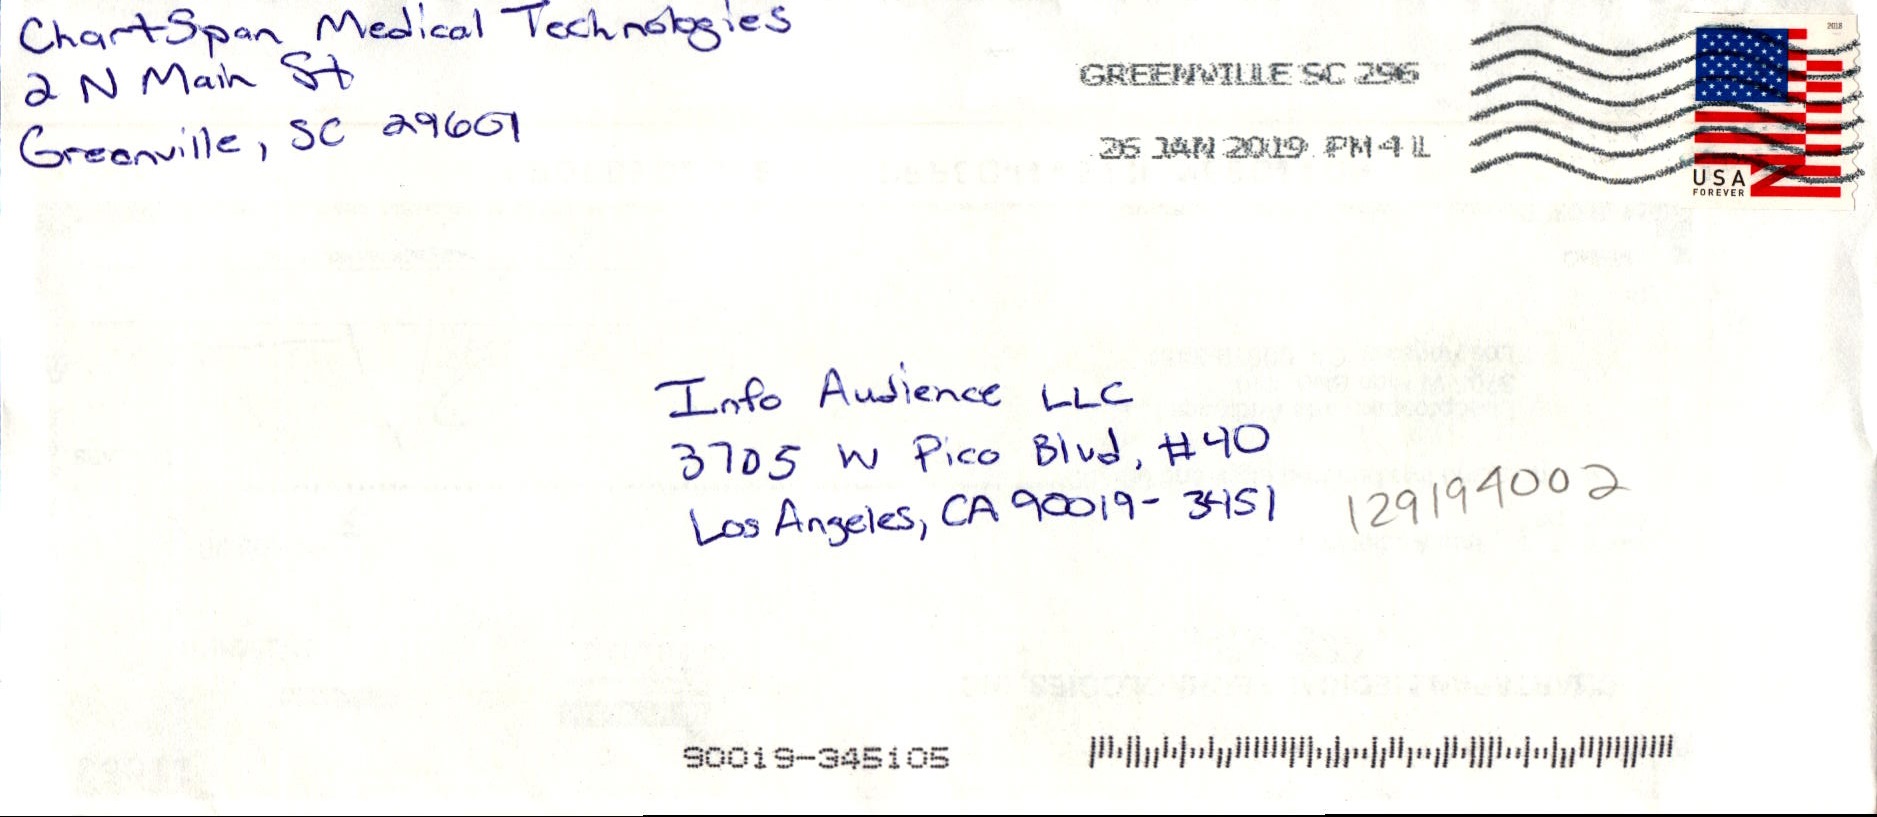 ChartSpan Medical Technologies
2 N Main St
Greenville, SC 29601
GREENVILLE SC 296
26 JAN 2019 PM 4 L
2018
USA
FOREVER
Info Audience LLC
3705 W Pico Blvd, #40
Los Angeles, CA 90019-3451
129194002
90019-345105